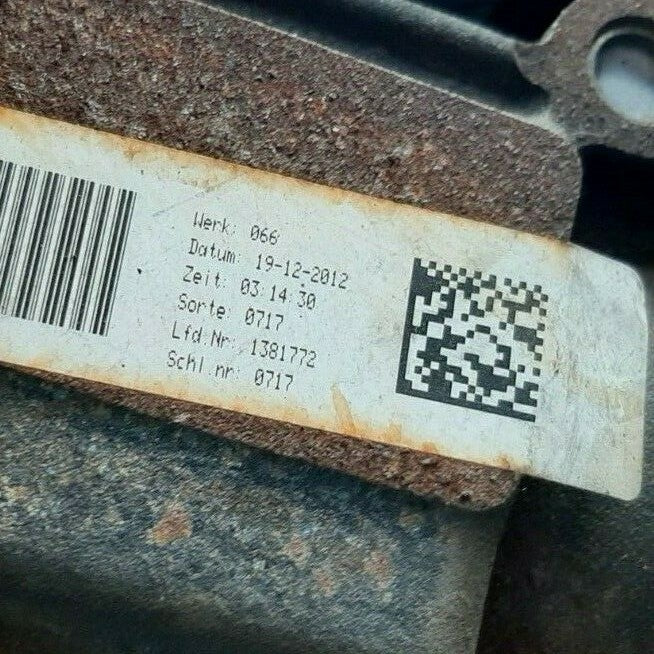 Werk: 066
Datum: 19-12-2012
Zeit: 03:14:30
Sorte: 0717
Lfd.Nr: 1381772
Schl.nr: 0717